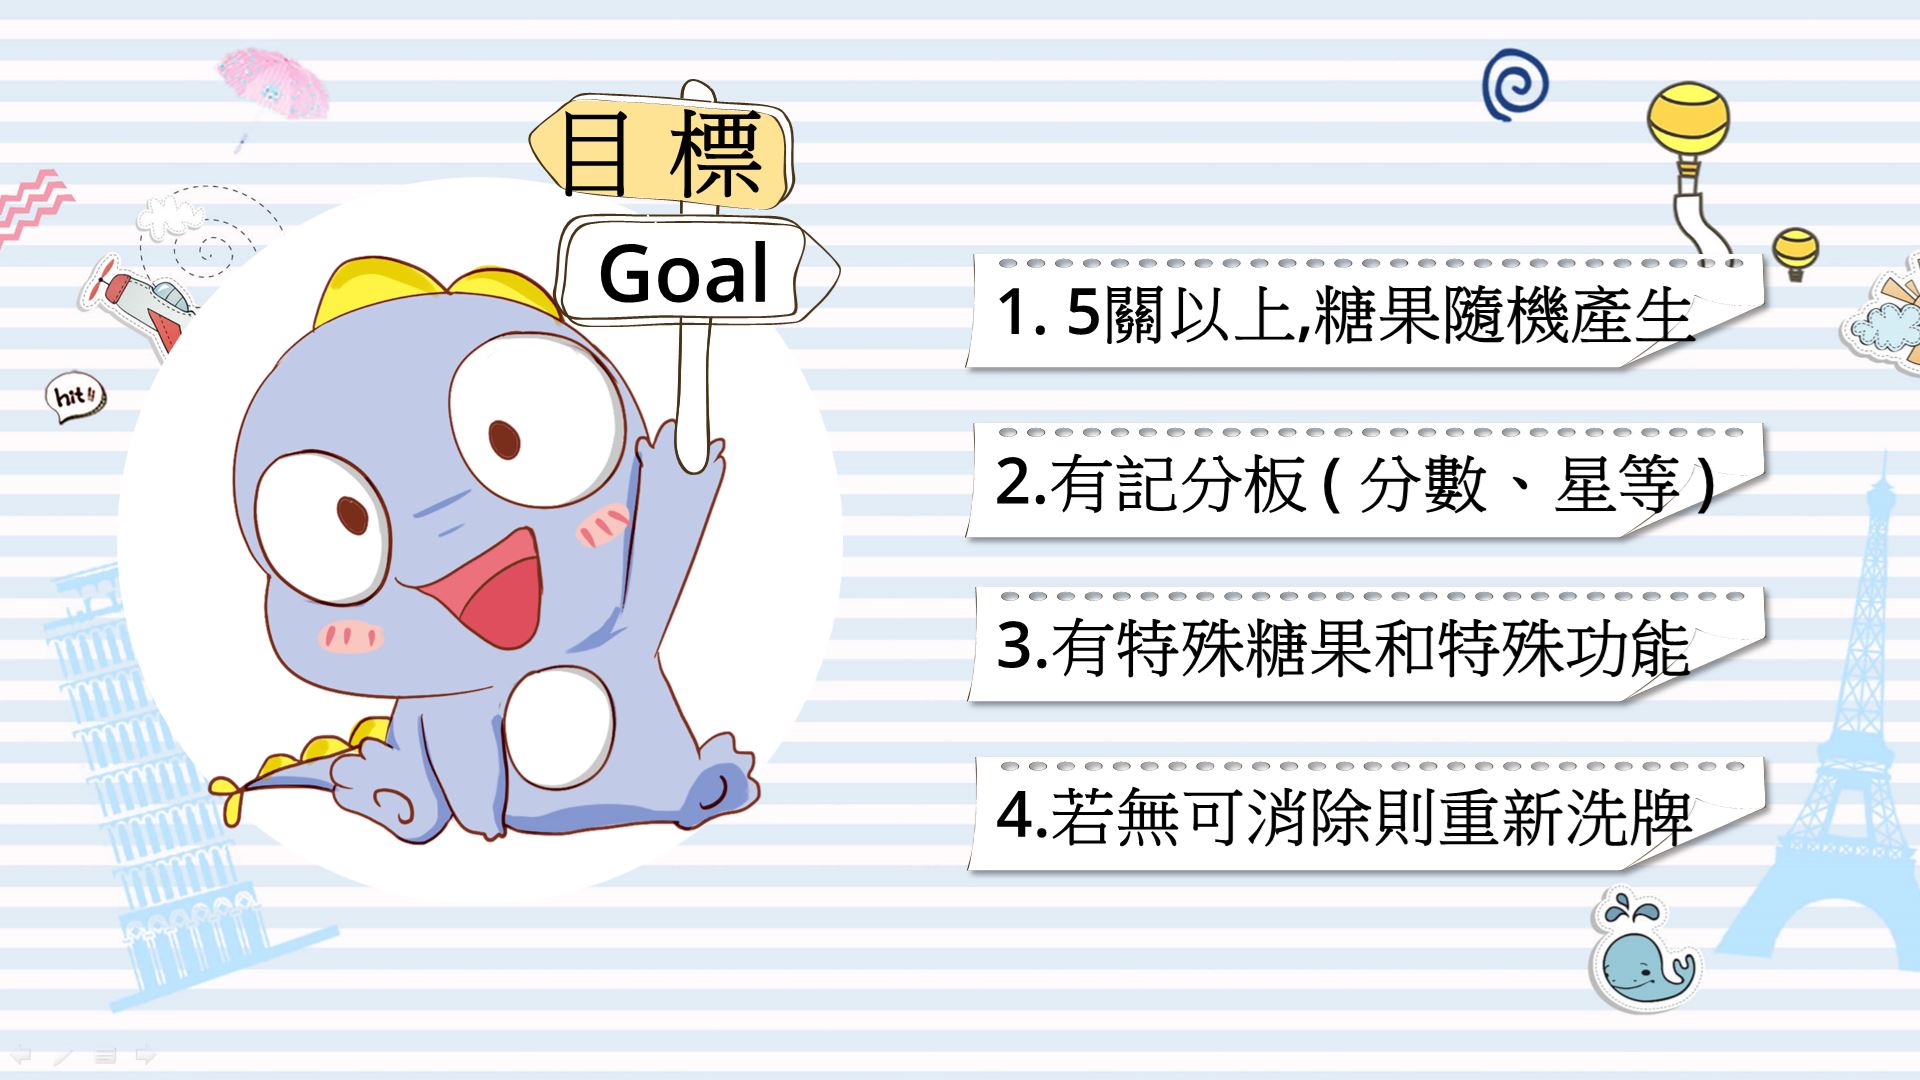 目 標
Goal
1. 5關以上,糖果隨機產生
2.有記分板 ( 分數、星等 )
3.有特殊糖果和特殊功能
4.若無可消除則重新洗牌
hit!!